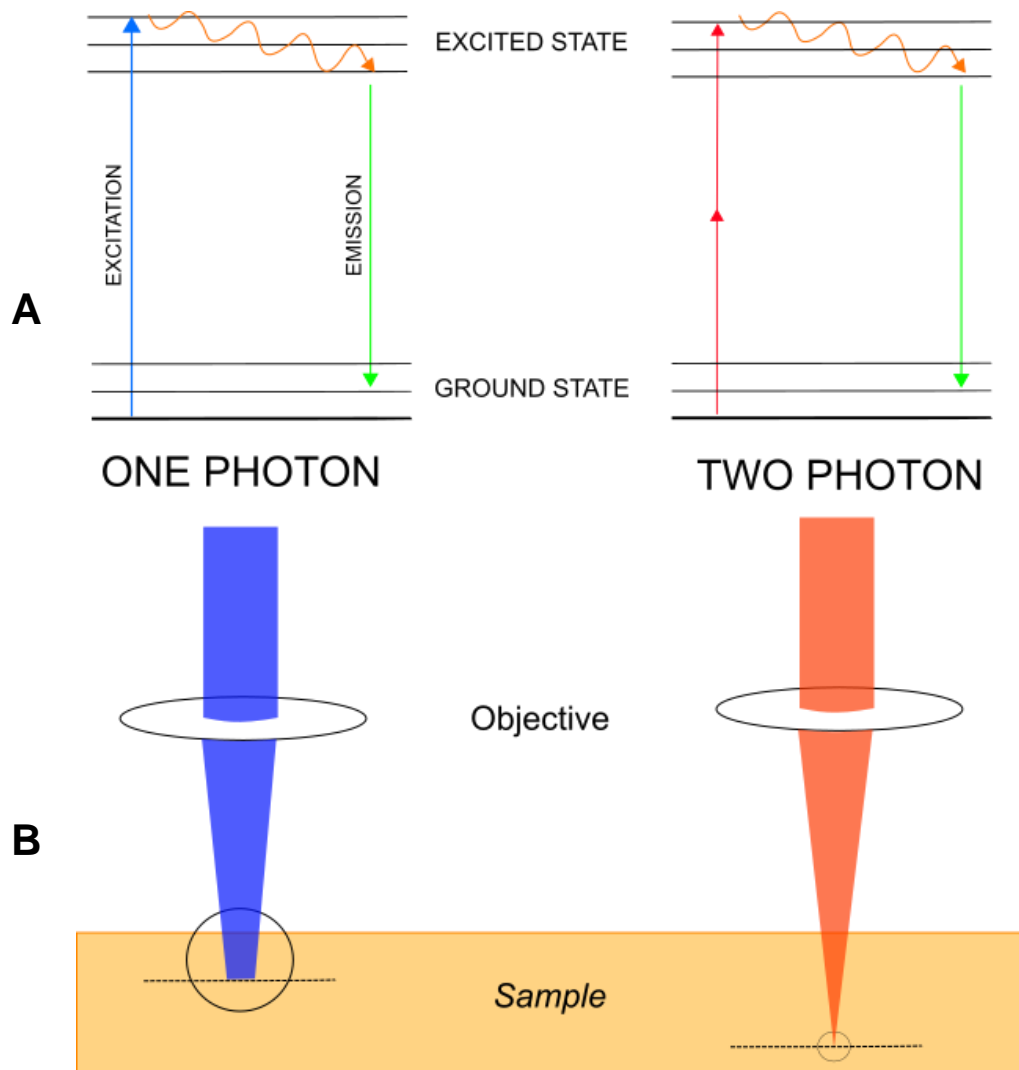 EXCITED STATE
EXCITATION
EMISSION
A
GROUND STATE
ONE PHOTON
TWO PHOTON
Objective
B
Sample